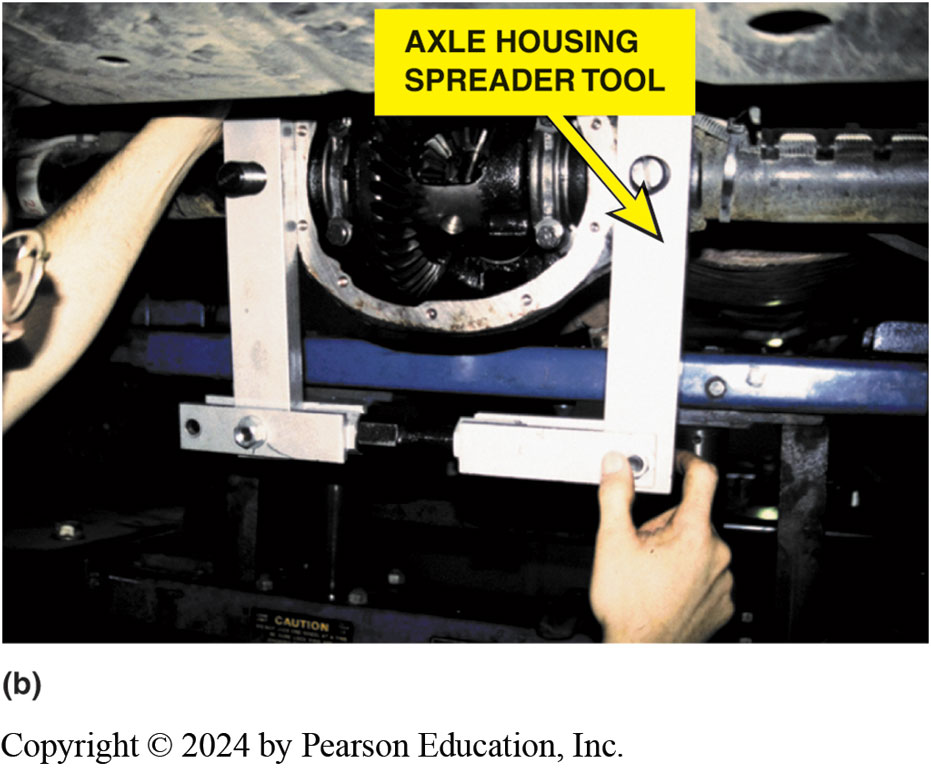 AXLE HOUSING
SPREADER TOOL
CAUTION
(b)
Copyright © 2024 by Pearson Education, Inc.